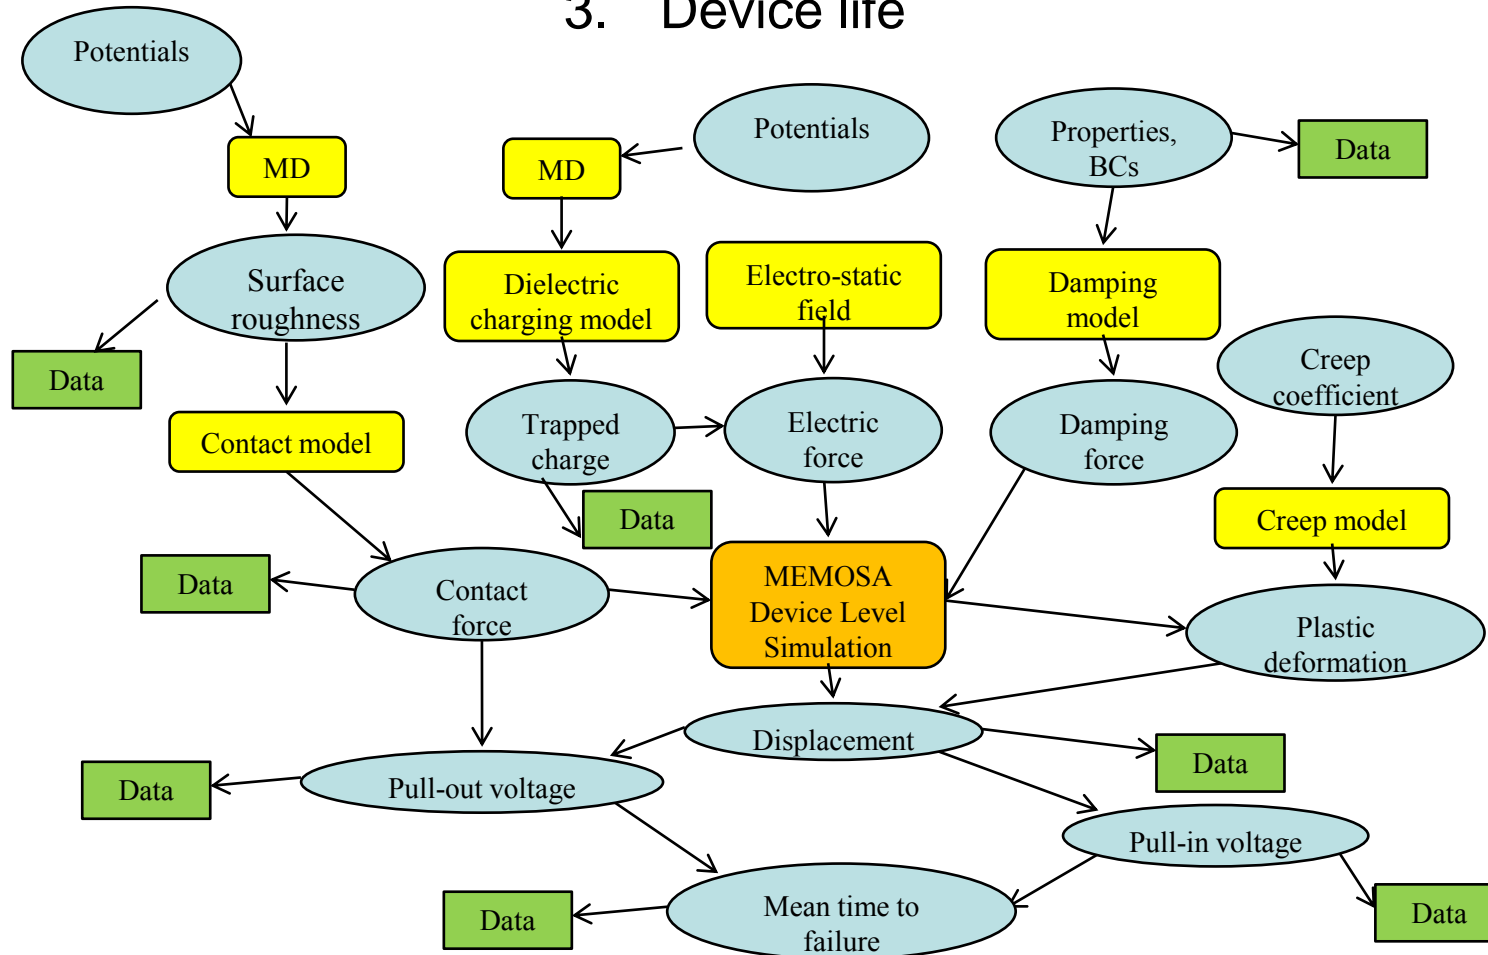 3. Device life
Potentials
Potentials
Properties,
BCs
Data
MD
MD
Surface
roughness
Dielectric
charging model
Electro-static
field
Damping
model
Creep
coefficient
Data
Contact model
Trapped
charge
Electric
force
Damping
force
Data
Creep model
Data
Contact
force
MEMOSA
Device Level
Simulation
Plastic
deformation
Displacement
Data
Data
Pull-out voltage
Pull-in voltage
Data
Mean time to
failure
Data